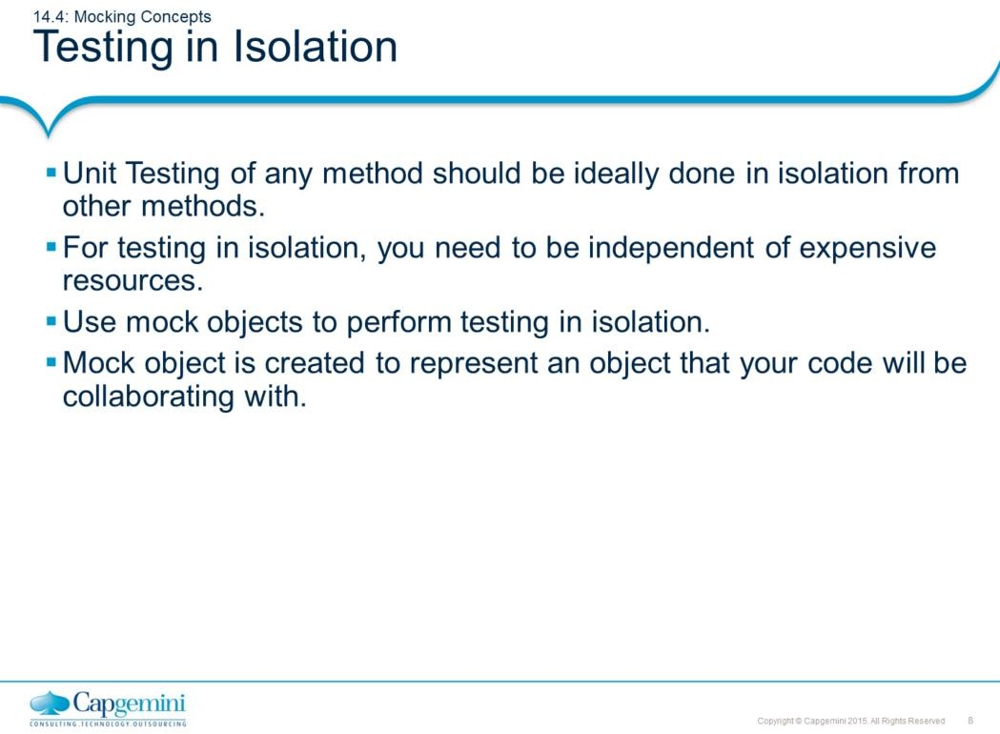 14.4: Mocking Concepts
Testing in Isolation
▪ Unit Testing of any method should be ideally done in isolation from
other methods.
▪ For testing in isolation, you need to be independent of expensive
resources.
▪ Use mock objects to perform testing in isolation.
▪ Mock object is created to represent an object that your code will be
collaborating with.
Capgemini
CONSULTING.TECHNOLOGY.OUTSOURCING
Copyright © Capgemini 2015. All Rights Reserved 8